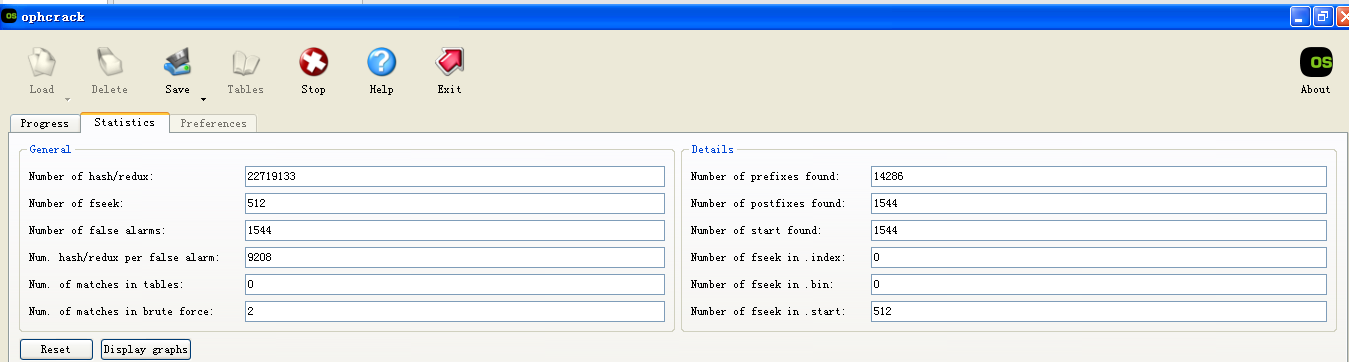 OS ophcrack
OS
Load Delete Save Tables Stop Help Exit About
Progress Statistics Preferences
General
Number of hash/redux: 22719133
Number of fseek: 512
Number of false alarms: 1544
Num. hash/redux per false alarm: 9208
Num. of matches in tables: 0
Num. of matches in brute force: 2
Details
Number of prefixes found: 14286
Number of postfixes found: 1544
Number of start found: 1544
Number of fseek in .index: 0
Number of fseek in .bin: 0
Number of fseek in .start: 512
Reset Display graphs